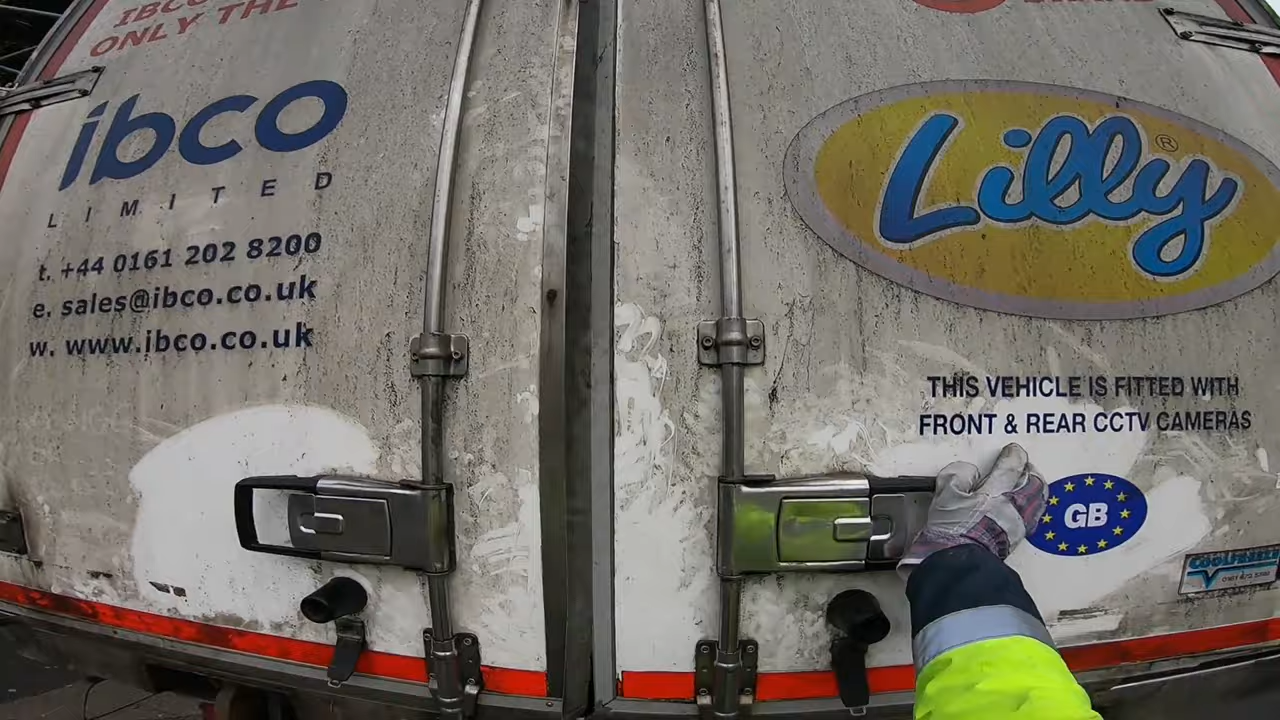 IBCO
ONLY THE
ibco
LIMITED
t. +44 0161 202 8200
e. sales@ibco.co.uk
w. www.ibco.co.uk
Lilly®
THIS VEHICLE IS FITTED WITH
FRONT & REAR CCTV CAMERAS
GB